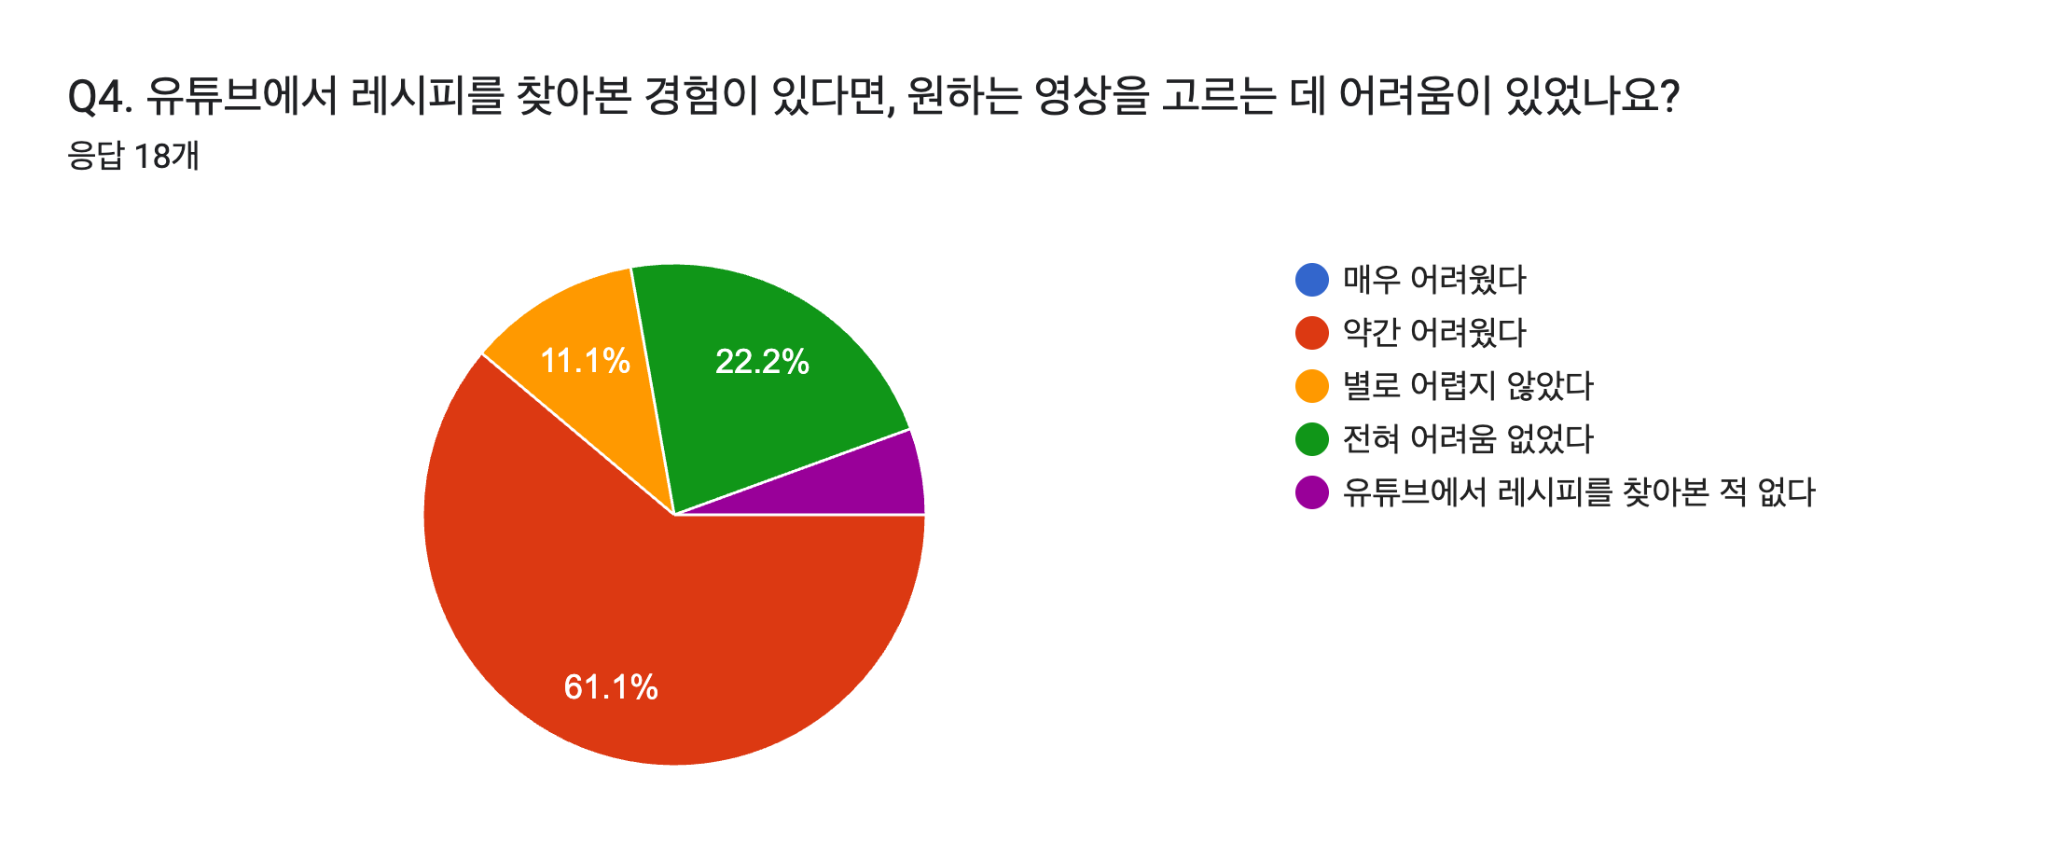 Q4. 유튜브에서 레시피를 찾아본 경험이 있다면, 원하는 영상을 고르는 데 어려움이 있었나요?
응답 18개
매우 어려웠다
약간 어려웠다
별로 어렵지 않았다
전혀 어려움 없었다
유튜브에서 레시피를 찾아본 적 없다
11.1%
22.2%
61.1%